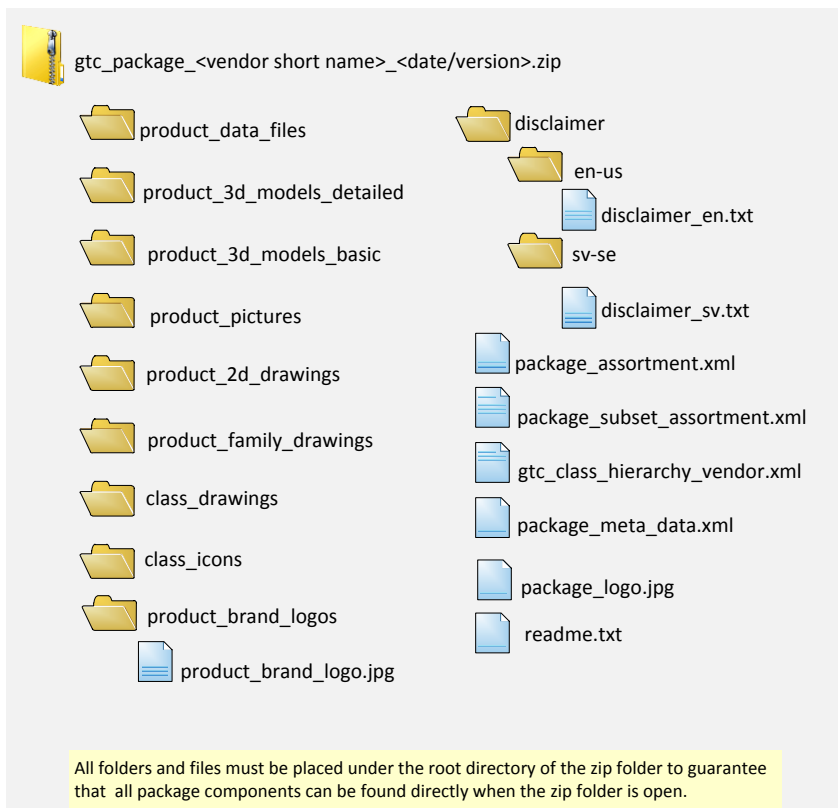 gtc_package_<vendor short name>_<date/version>.zip
product_data_files
product_3d_models_detailed
product_3d_models_basic
product_pictures
product_2d_drawings
product_family_drawings
class_drawings
class_icons
product_brand_logos
product_brand_logo.jpg
disclaimer
en-us
disclaimer_en.txt
sv-se
disclaimer_sv.txt
package_assortment.xml
package_subset_assortment.xml
gtc_class_hierarchy_vendor.xml
package_meta_data.xml
package_logo.jpg
readme.txt
All folders and files must be placed under the root directory of the zip folder to guarantee
that all package components can be found directly when the zip folder is open.